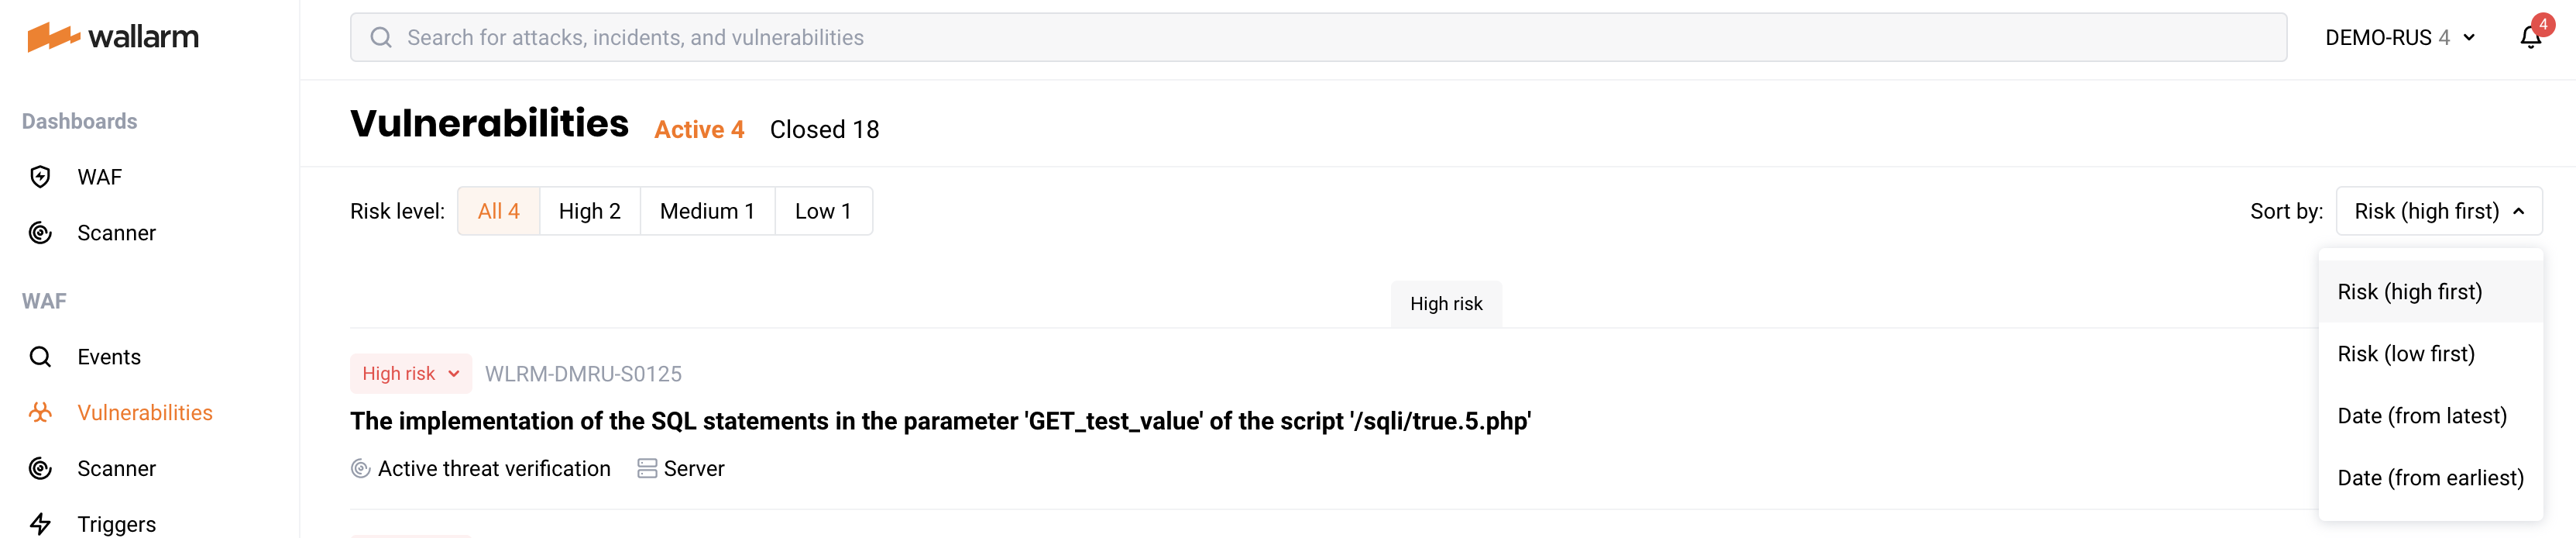 wallarm
Search for attacks, incidents, and vulnerabilities
DEMO-RUS 4
4
Dashboards
WAF
Scanner
WAF
Events
Vulnerabilities
Scanner
Triggers
Vulnerabilities Active 4 Closed 18
Risk level: All 4 High 2 Medium 1 Low 1
Sort by: Risk (high first)
Risk (high first)
Risk (low first)
Date (from latest)
Date (from earliest)
High risk
High risk WLRM-DMRU-S0125
The implementation of the SQL statements in the parameter 'GET_test_value' of the script '/sqli/true.5.php'
Active threat verification Server